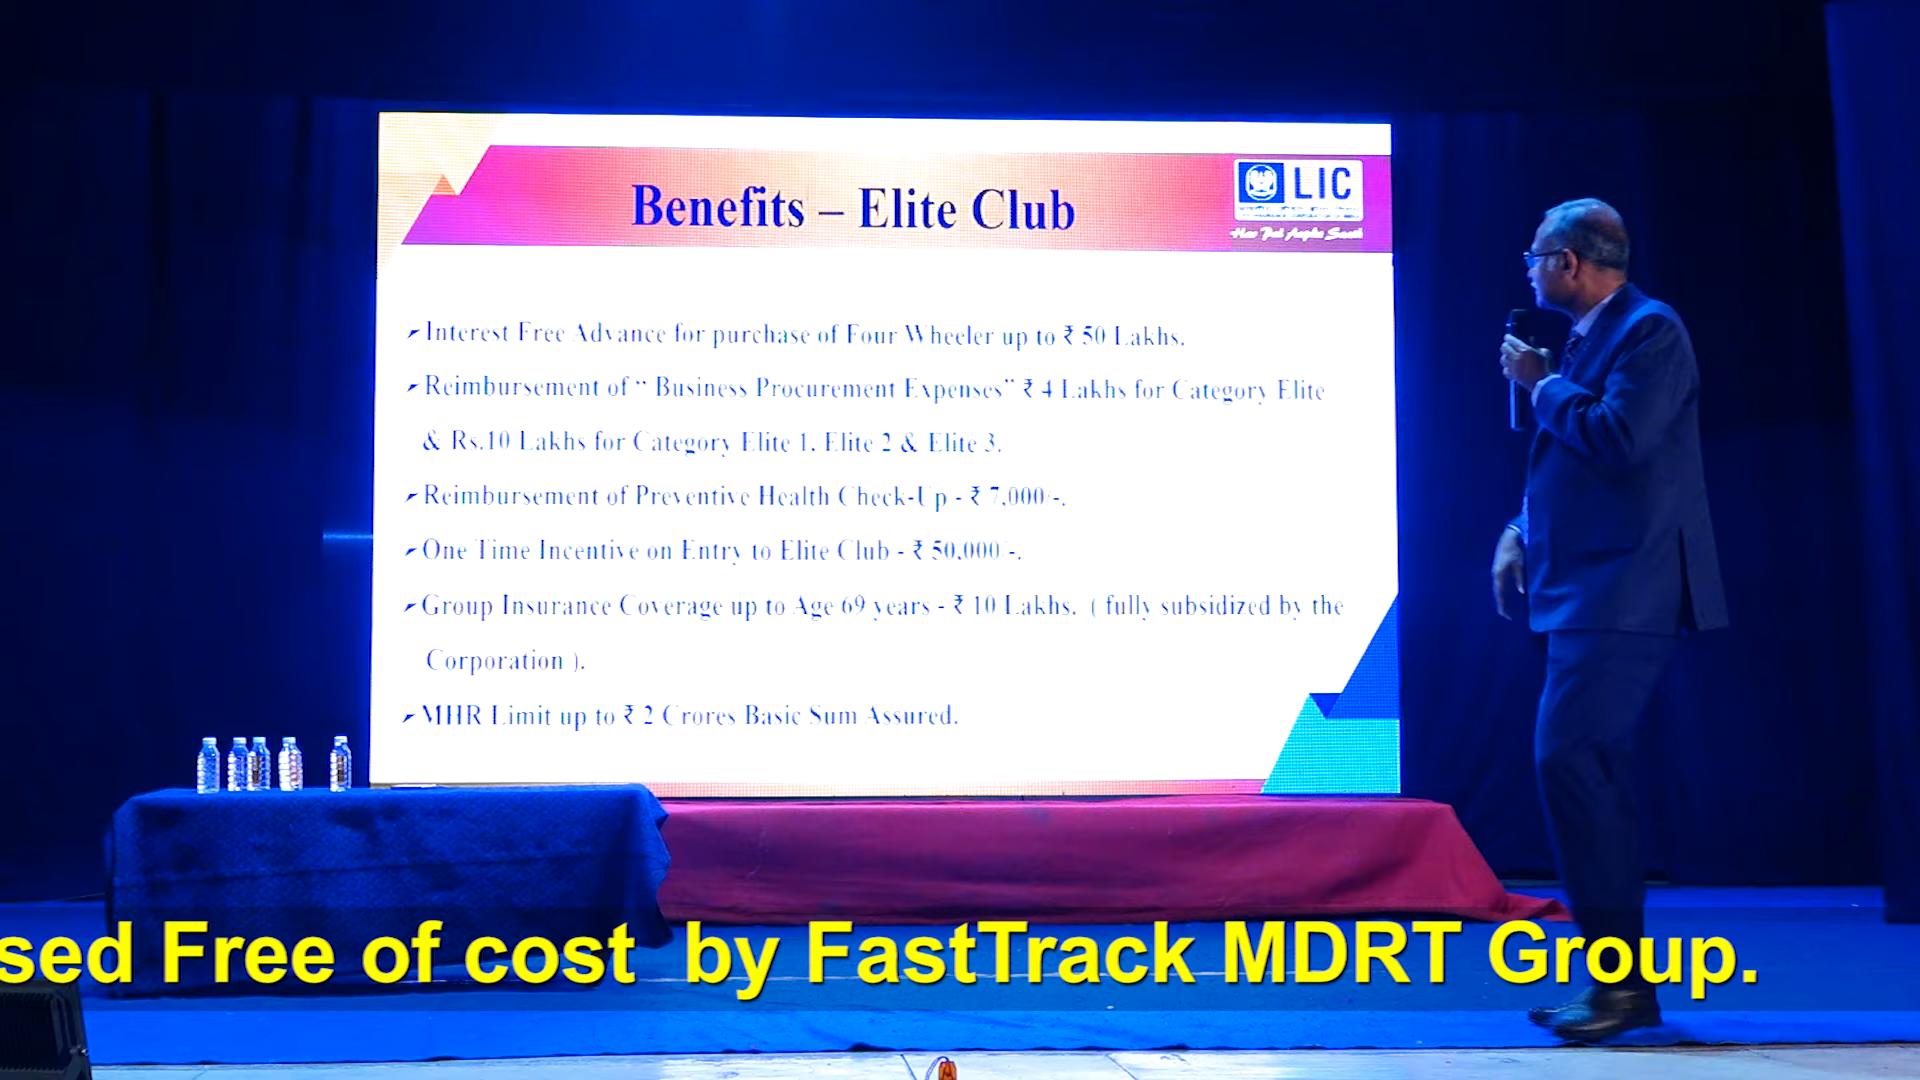 Benefits – Elite Club
LIC
➢Interest Free Advance for purchase of Four Wheeler up to ₹ 50 Lakhs.
➢Reimbursement of “ Business Procurement Expenses” ₹ 4 Lakhs for Category Elite
& Rs.10 Lakhs for Category Elite 1, Elite 2 & Elite 3.
➢Reimbursement of Preventive Health Check-Up - ₹ 7,000/-.
➢One Time Incentive on Entry to Elite Club - ₹ 50,000/-.
➢Group Insurance Coverage up to Age 69 years - ₹ 10 Lakhs. ( fully subsidized by the
Corporation ).
➢MHR Limit up to ₹ 2 Crores Basic Sum Assured.
sed Free of cost by FastTrack MDRT Group.